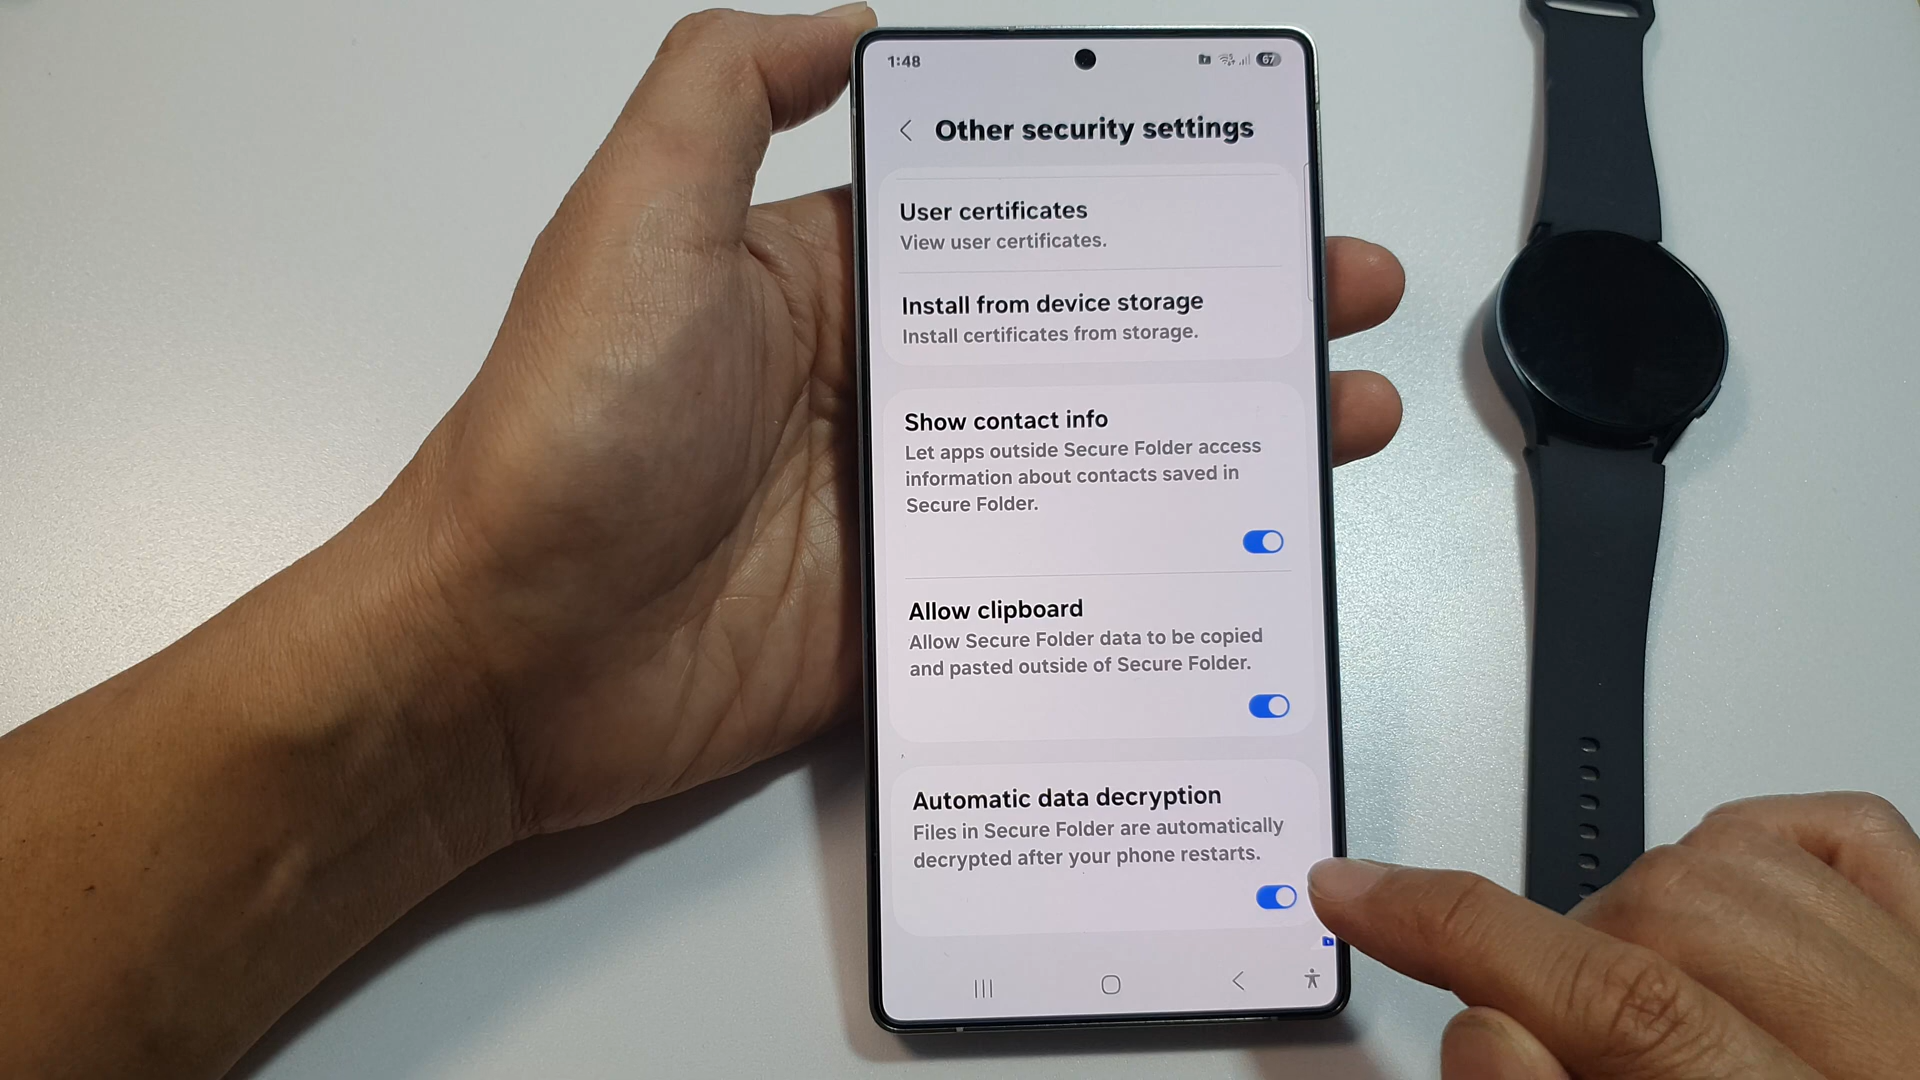 1:48
67
Other security settings
User certificates
View user certificates.
Install from device storage
Install certificates from storage.
Show contact info
Let apps outside Secure Folder access
information about contacts saved in
Secure Folder.
Allow clipboard
Allow Secure Folder data to be copied
and pasted outside of Secure Folder.
Automatic data decryption
Files in Secure Folder are automatically
decrypted after your phone restarts.